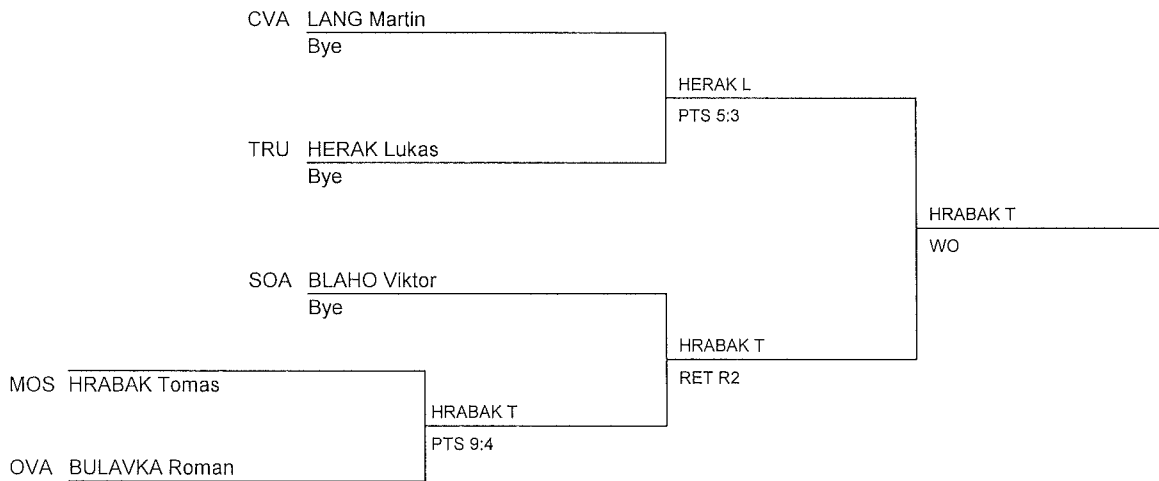 CVA LANG Martin
Bye
HERAK L
PTS 5:3
TRU HERAK Lukas
Bye
HRABAK T
WO
SOA BLAHO Viktor
Bye
HRABAK T
RET R2
MOS HRABAK Tomas
HRABAK T
PTS 9:4
OVA BULAVKA Roman